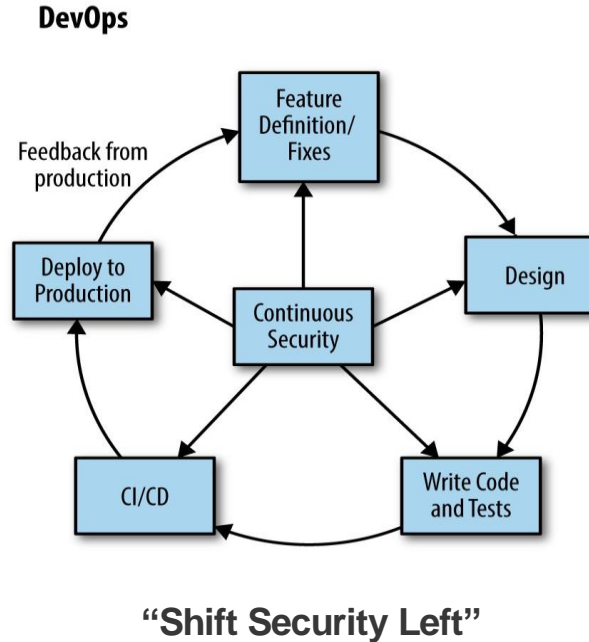 DevOps
Feature
Definition/
Fixes
Feedback from
production
Deploy to
Production
Design
Continuous
Security
CI/CD
Write Code
and Tests
“Shift Security Left”